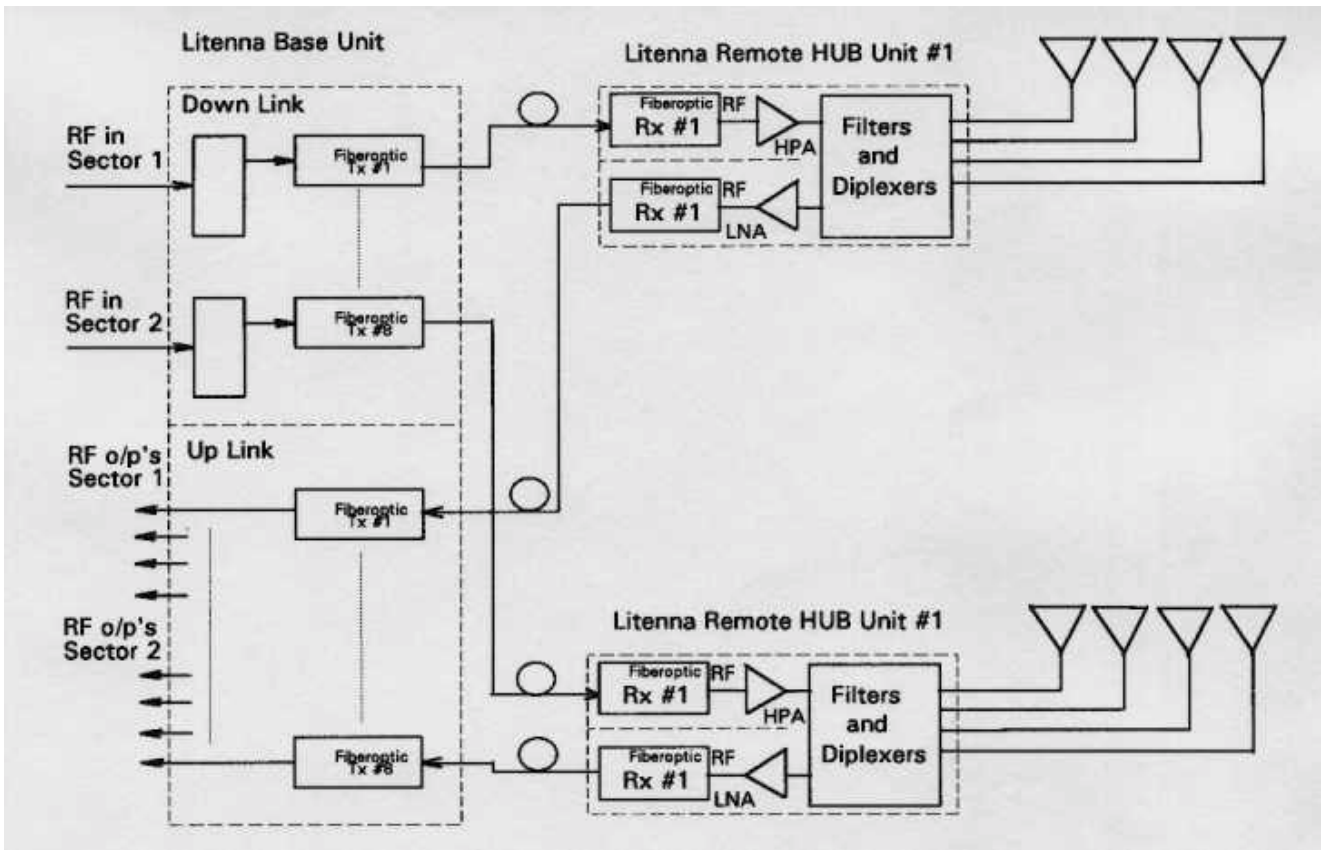 Litenna Base Unit
Down Link
RF in
Sector 1
Fiberoptic
Tx #1
RF in
Sector 2
Fiberoptic
Tx #8
Up Link
RF o/p's
Sector 1
Fiberoptic
Tx #1
RF o/p's
Sector 2
Fiberoptic
Tx #8
Litenna Remote HUB Unit #1
Fiberoptic
Rx #1
RF
HPA
Fiberoptic
Rx #1
RF
LNA
Filters
and
Diplexers
Litenna Remote HUB Unit #1
Fiberoptic
Rx #1
RF
HPA
Fiberoptic
Rx #1
RF
LNA
Filters
and
Diplexers